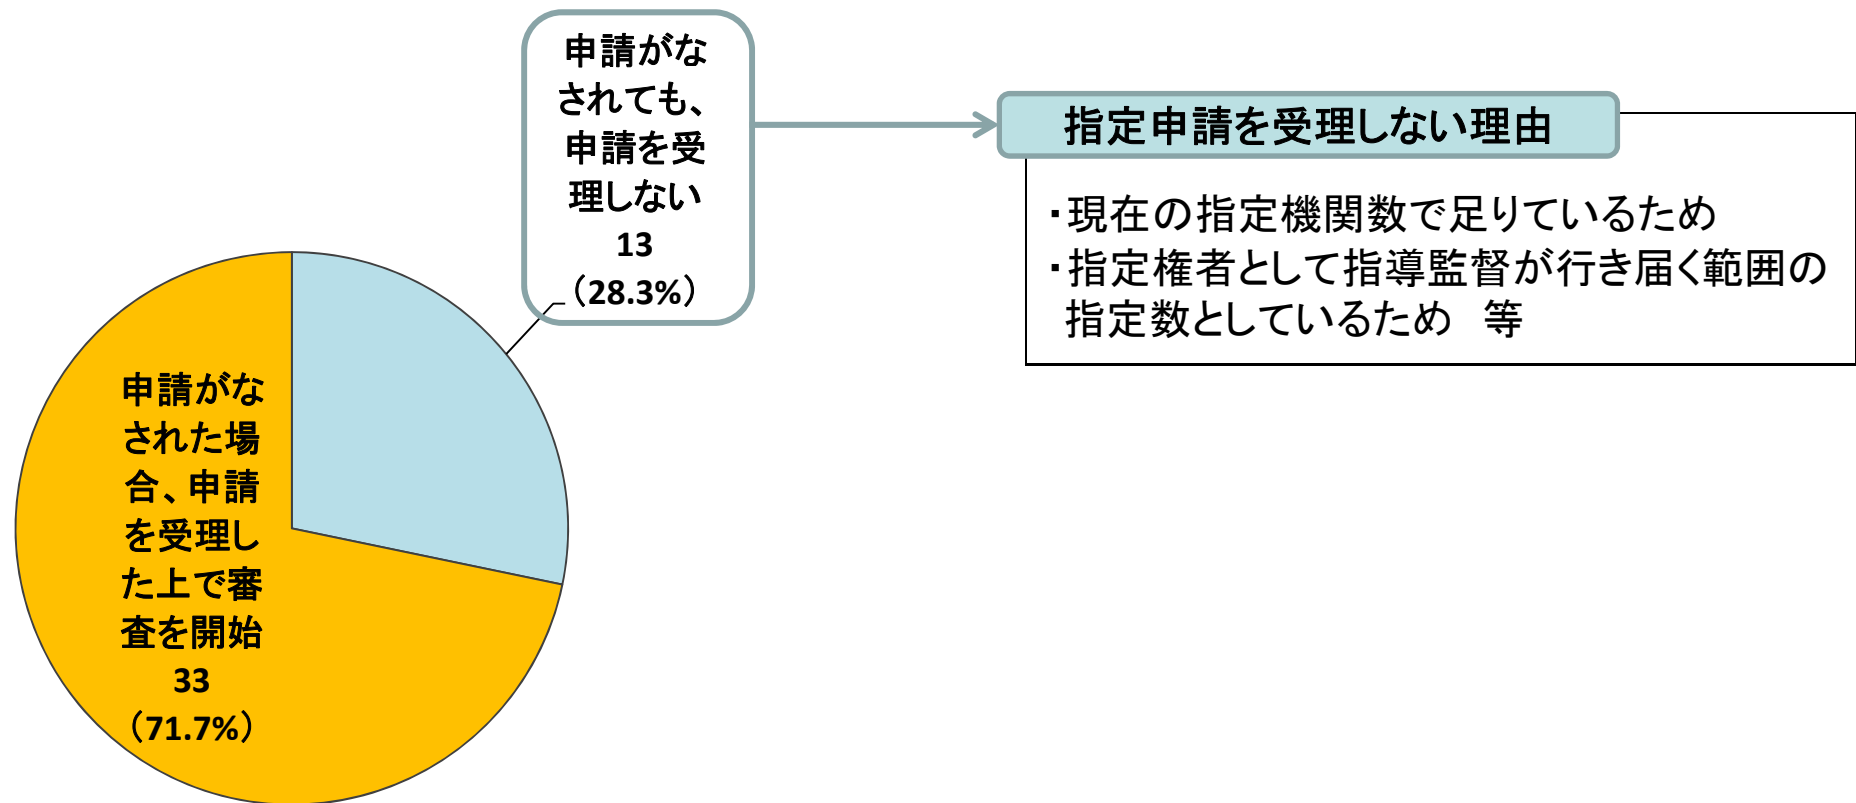 申請がな
されても、
申請を受
理しない
13
（28.3%）
指定申請を受理しない理由
・現在の指定機関数で足りているため
・指定権者として指導監督が行き届く範囲の
指定数としているため　等
申請がな
された場
合、申請
を受理し
た上で審
査を開始
33
（71.7%）